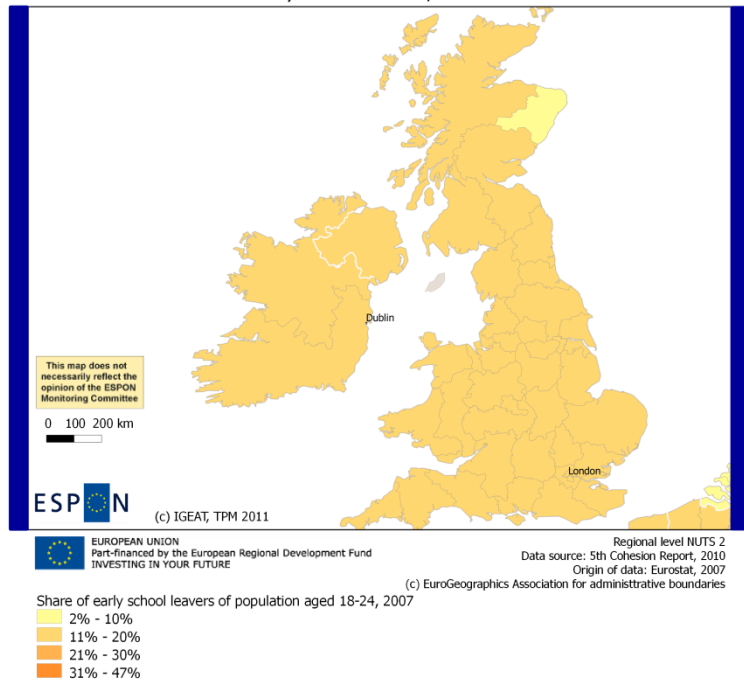 Dublin
This map does not
necessarily reflect the
opinion of the ESPON
Monitoring Committee
0 100 200 km
London
ESPON
(c) IGEAT, TPM 2011
EUROPEAN UNION
Part-financed by the European Regional Development Fund
INVESTING IN YOUR FUTURE
Regional level NUTS 2
Data source: 5th Cohesion Report, 2010
Origin of data: Eurostat, 2007
(c) EuroGeographics Association for administtrative boundaries
Share of early school leavers of population aged 18-24, 2007
2% - 10%
11% - 20%
21% - 30%
31% - 47%